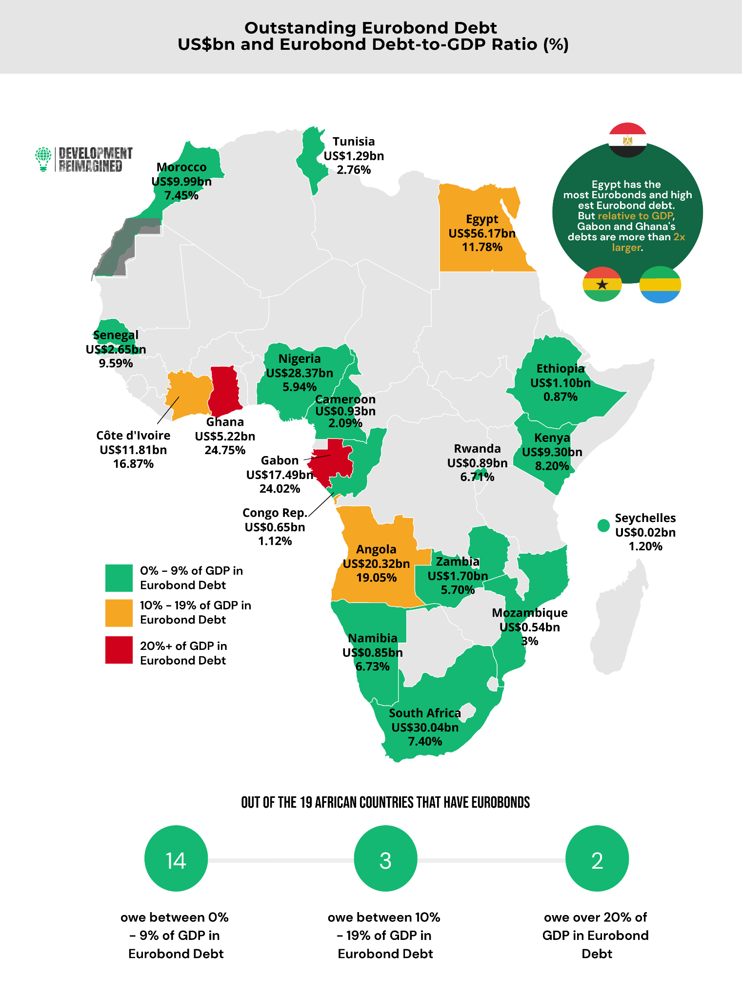 Outstanding Eurobond Debt
US$bn and Eurobond Debt-to-GDP Ratio (%)
DEVELOPMENT
REIMAGINED
Tunisia
US$1.29bn
2.76%
Morocco
US$9.99bn
7.45%
Egypt
US$56.17bn
11.78%
Egypt has the
most Eurobonds and high
est Eurobond debt.
But relative to GDP,
Gabon and Ghana's
debts are more than 2x
larger.
Senegal
US$2.65bn
9.59%
Nigeria
US$28.37bn
5.94%
Cameroon
US$0.93bn
2.09%
Ethiopia
US$1.10bn
0.87%
Côte d'Ivoire
US$11.81bn
16.87%
Ghana
US$5.22bn
24.75%
Gabon
US$17.49bn
24.02%
Rwanda
US$0.89bn
6.71%
Kenya
US$9.30bn
8.20%
Congo Rep.
US$0.65bn
1.12%
Seychelles
US$0.02bn
1.20%
Angola
US$20.32bn
19.05%
Zambia
US$1.70bn
5.70%
Mozambique
US$0.54bn
3%
Namibia
US$0.85bn
6.73%
South Africa
US$30.04bn
7.40%
0% – 9% of GDP in
Eurobond Debt
10% – 19% of GDP in
Eurobond Debt
20%+ of GDP in
Eurobond Debt
OUT OF THE 19 AFRICAN COUNTRIES THAT HAVE EUROBONDS
14
owe between 0%
– 9% of GDP in
Eurobond Debt
3
owe between 10%
– 19% of GDP in
Eurobond Debt
2
owe over 20% of
GDP in Eurobond
Debt